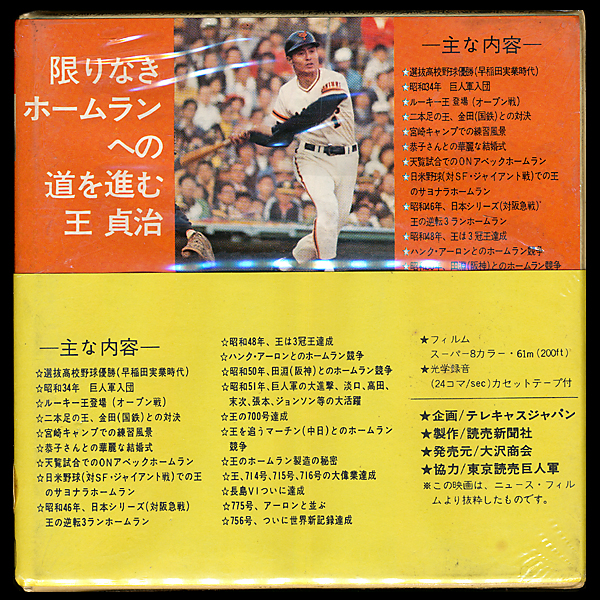 限りなき
ホームラン
への
道を進む
王 貞治
―主な内容―
★選抜高校野球優勝(早稲田実業時代)
★昭和34年 巨人軍入団
★ルーキー王登場(オープン戦)
★二本足の王、金田(国鉄)との対決
★宮崎キャンプでの練習風景
★恭子さんとの華麗な結婚式
★天覧試合でのONアベックホームラン
★日米野球(対SF・ジャイアント戦)での王
のサヨナラホームラン
★昭和46年、日本シリーズ(対阪急戦)
王の逆転3ランホームラン
★昭和48年、王は3冠王達成
★ハンク・アーロンとのホームラン競争
★昭和50年、田淵(阪神)とのホームラン競争
―主な内容―
☆選抜高校野球優勝(早稲田実業時代)
☆昭和34年 巨人軍入団
☆ルーキー王登場(オープン戦)
☆二本足の王、金田(国鉄)との対決
☆宮崎キャンプでの練習風景
☆恭子さんとの華麗な結婚式
☆天覧試合でのONアベックホームラン
☆日米野球(対SF・ジャイアント戦)での王
のサヨナラホームラン
☆昭和46年、日本シリーズ(対阪急戦)
王の逆転3ランホームラン
☆昭和48年、王は3冠王達成
☆ハンク・アーロンとのホームラン競争
☆昭和50年、田淵(阪神)とのホームラン競争
☆昭和51年、巨人軍の大進撃、淡口、高田、
末次、張本、ジョンソン等の大活躍
☆王の700号達成
☆王を追うマーチン(中日)とのホームラン
競争
☆王のホームラン製造の秘密
☆王、714号、715号、716号の大偉業達成
☆長島V1ついに達成
☆775号、アーロンと並ぶ
☆756号、ついに世界新記録達成
★フィルム
スーパー8カラー・61m(200ft)
★光学録音
(24コマ/sec)カセットテープ付
★企画/テレキャスジャパン
★製作/読売新聞社
★発売元/大沢商会
★協力/東京読売巨人軍
※この映画は、ニュース・フィル
ムより抜粋したものです。